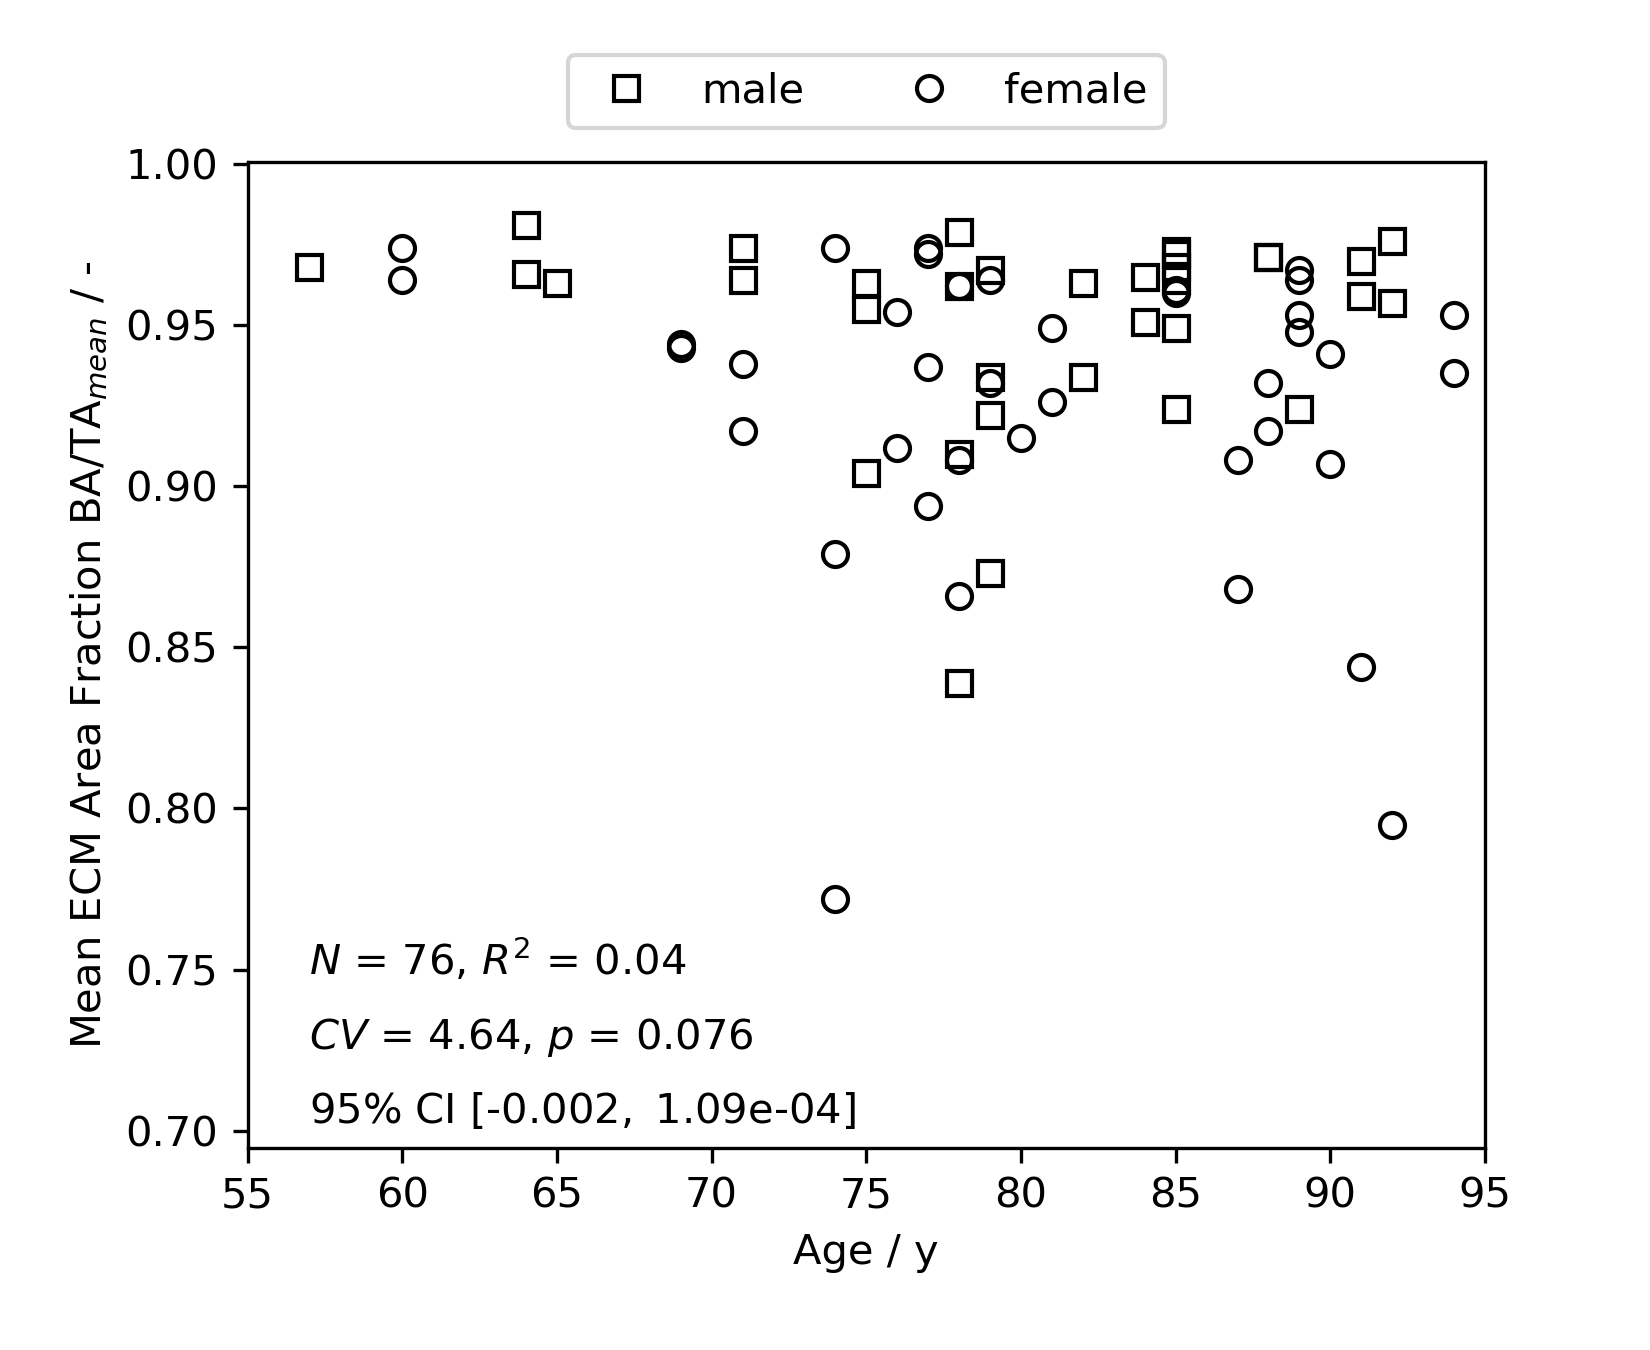 male female
1.00
0.95
0.90
0.85
0.80
0.75
0.70
Mean ECM Area Fraction BA/TA_mean / -
N = 76, R² = 0.04
CV = 4.64, p = 0.076
95% CI [-0.002, 1.09e-04]
55 60 65 70 75 80 85 90 95
Age / y